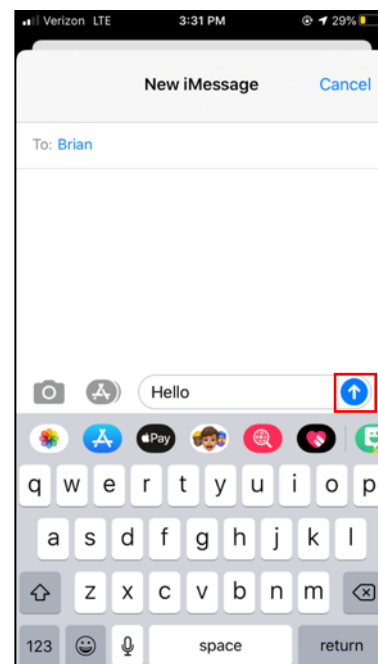 Verizon LTE 3:31 PM 29%
New iMessage Cancel
To: Brian
Hello
Pay
q w e r t y u i o p
a s d f g h j k l
z x c v b n m
123 space return